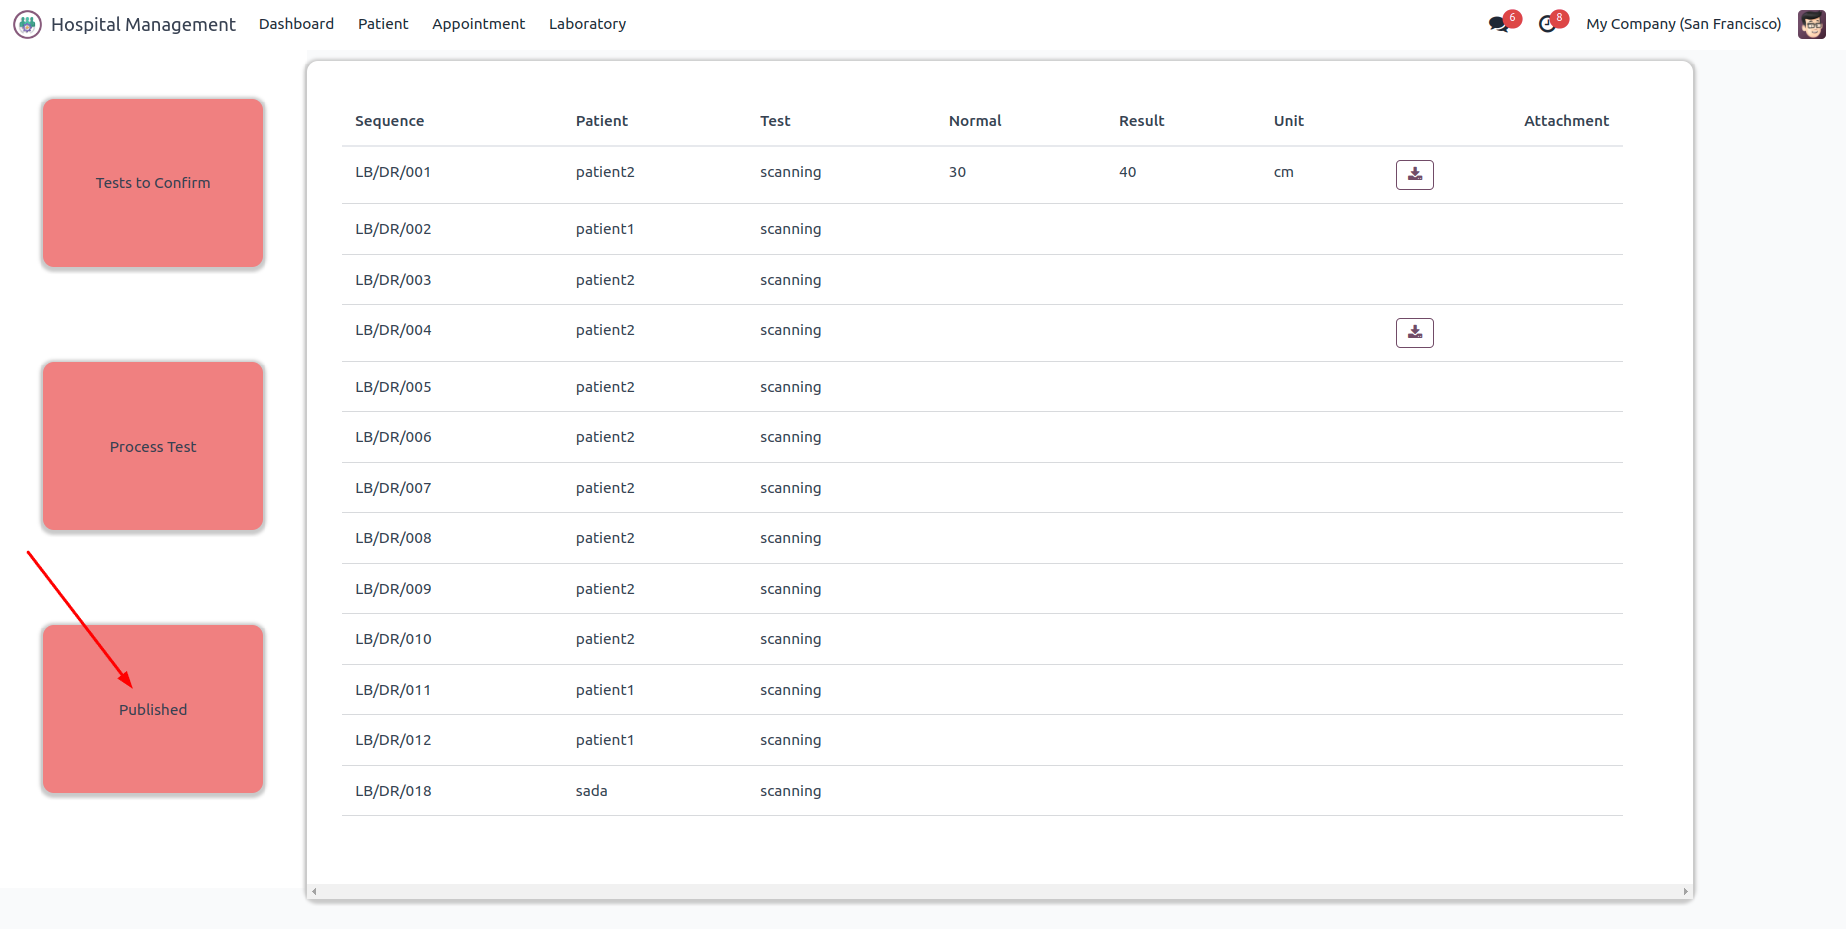 Hospital Management Dashboard Patient Appointment Laboratory 6 8 My Company (San Francisco)
Tests to Confirm
Process Test
Published
Sequence Patient Test Normal Result Unit Attachment
LB/DR/001 patient2 scanning 30 40 cm
LB/DR/002 patient1 scanning
LB/DR/003 patient2 scanning
LB/DR/004 patient2 scanning
LB/DR/005 patient2 scanning
LB/DR/006 patient2 scanning
LB/DR/007 patient2 scanning
LB/DR/008 patient2 scanning
LB/DR/009 patient2 scanning
LB/DR/010 patient2 scanning
LB/DR/011 patient1 scanning
LB/DR/012 patient1 scanning
LB/DR/018 sada scanning